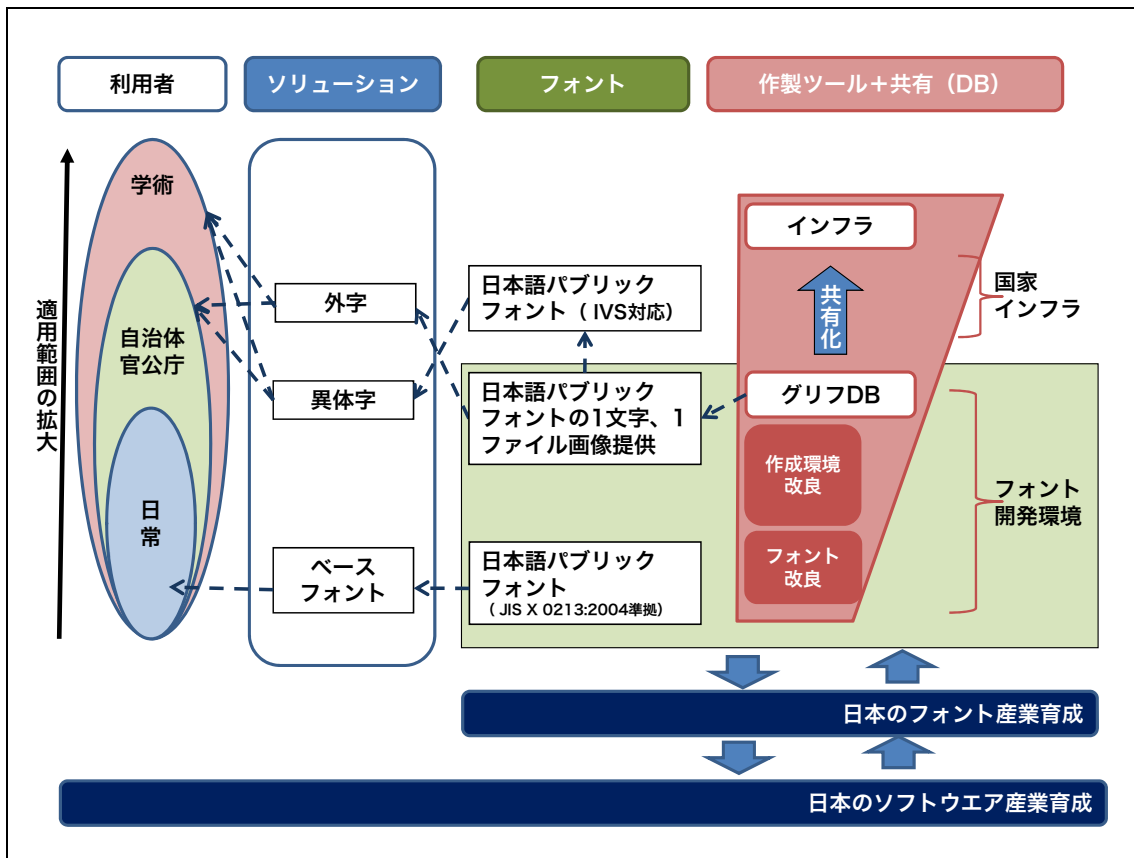 利用者
ソリューション
フォント
作製ツール+共有（DB）
適用範囲の拡大
学術
自治体
官公庁
日
常
外字
異体字
ベース
フォント
日本語パブリック
フォント（ IVS対応）
日本語パブリック
フォントの1文字、1
ファイル画像提供
日本語パブリック
フォント
（ JIS X 0213:2004準拠）
インフラ
共有化
グリフDB
作成環境
改良
フォント
改良
国家
インフラ
フォント
開発環境
日本のフォント産業育成
日本のソフトウエア産業育成